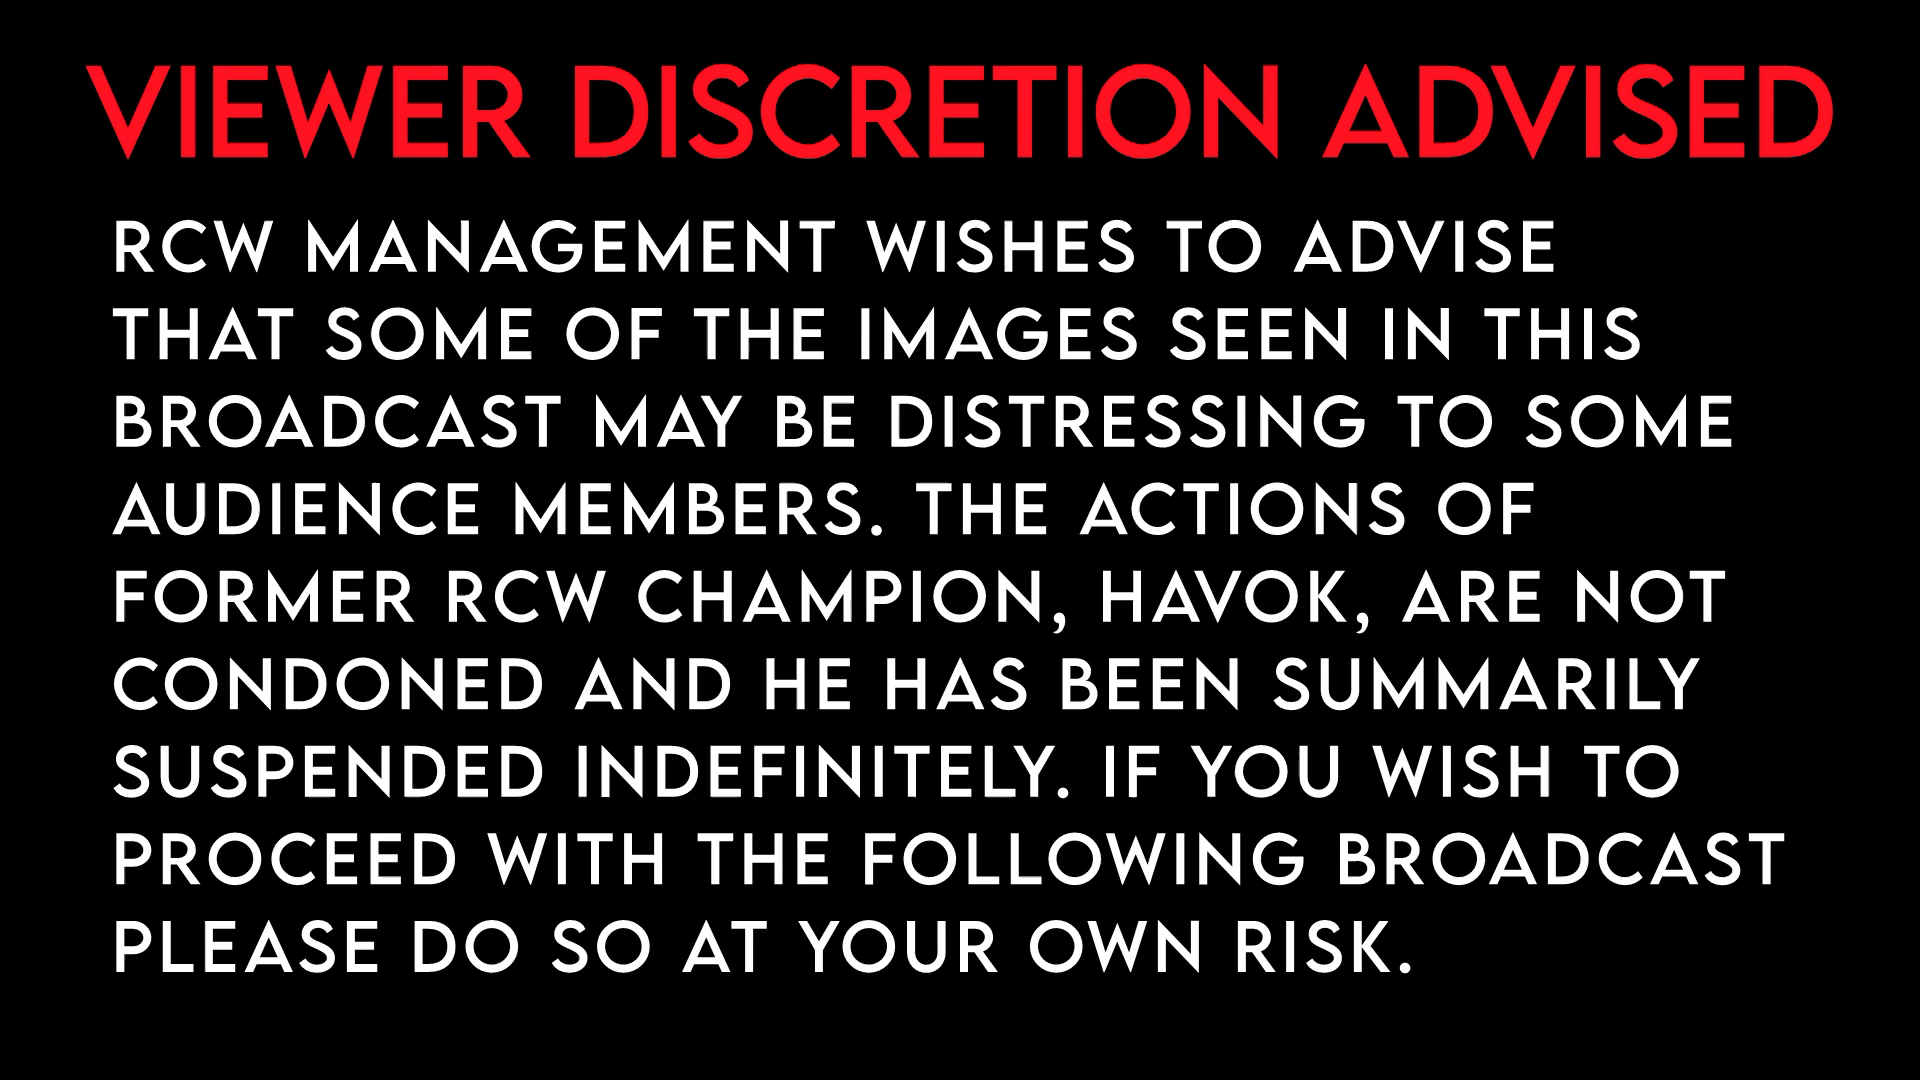 VIEWER DISCRETION ADVISED
RCW MANAGEMENT WISHES TO ADVISE
THAT SOME OF THE IMAGES SEEN IN THIS
BROADCAST MAY BE DISTRESSING TO SOME
AUDIENCE MEMBERS. THE ACTIONS OF
FORMER RCW CHAMPION, HAVOK, ARE NOT
CONDONED AND HE HAS BEEN SUMMARILY
SUSPENDED INDEFINITELY. IF YOU WISH TO
PROCEED WITH THE FOLLOWING BROADCAST
PLEASE DO SO AT YOUR OWN RISK.